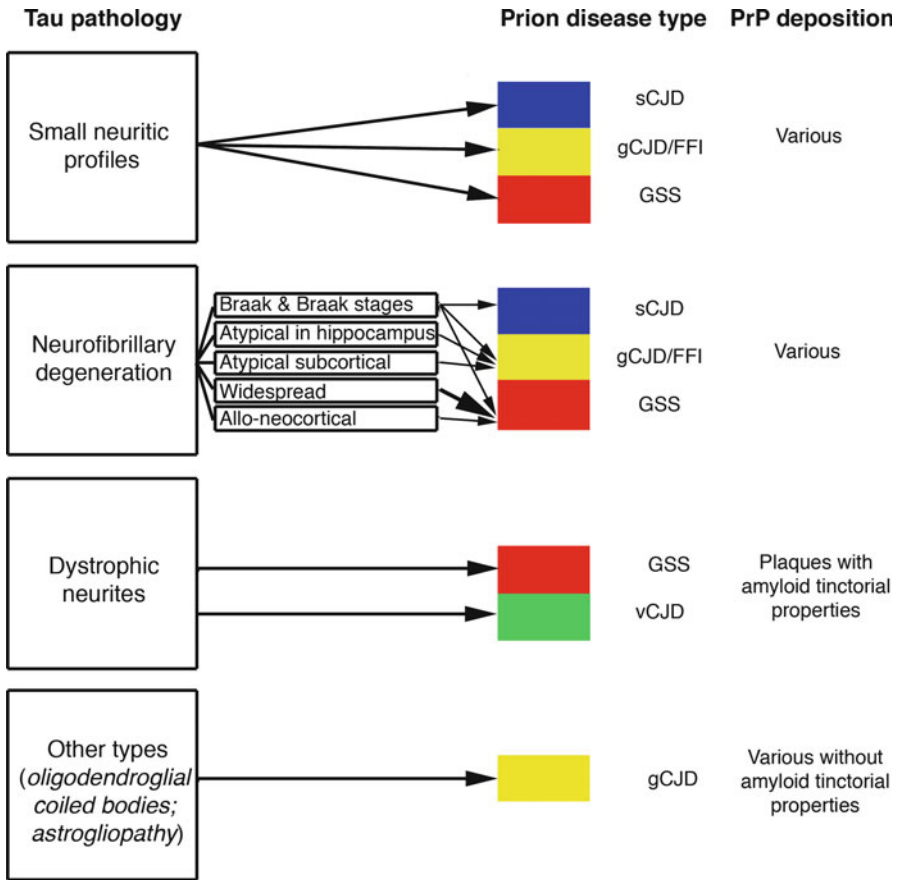 Tau pathology
Prion disease type
PrP deposition
Small neuritic
profiles
sCJD
gCJD/FFI
GSS
Various
Neurofibrillary
degeneration
Braak & Braak stages
Atypical in hippocampus
Atypical subcortical
Widespread
Allo-neocortical
sCJD
gCJD/FFI
GSS
Various
Dystrophic
neurites
GSS
vCJD
Plaques with
amyloid tinctorial
properties
Other types
(oligodendroglial
coiled bodies;
astrogliopathy)
gCJD
Various without
amyloid tinctorial
properties